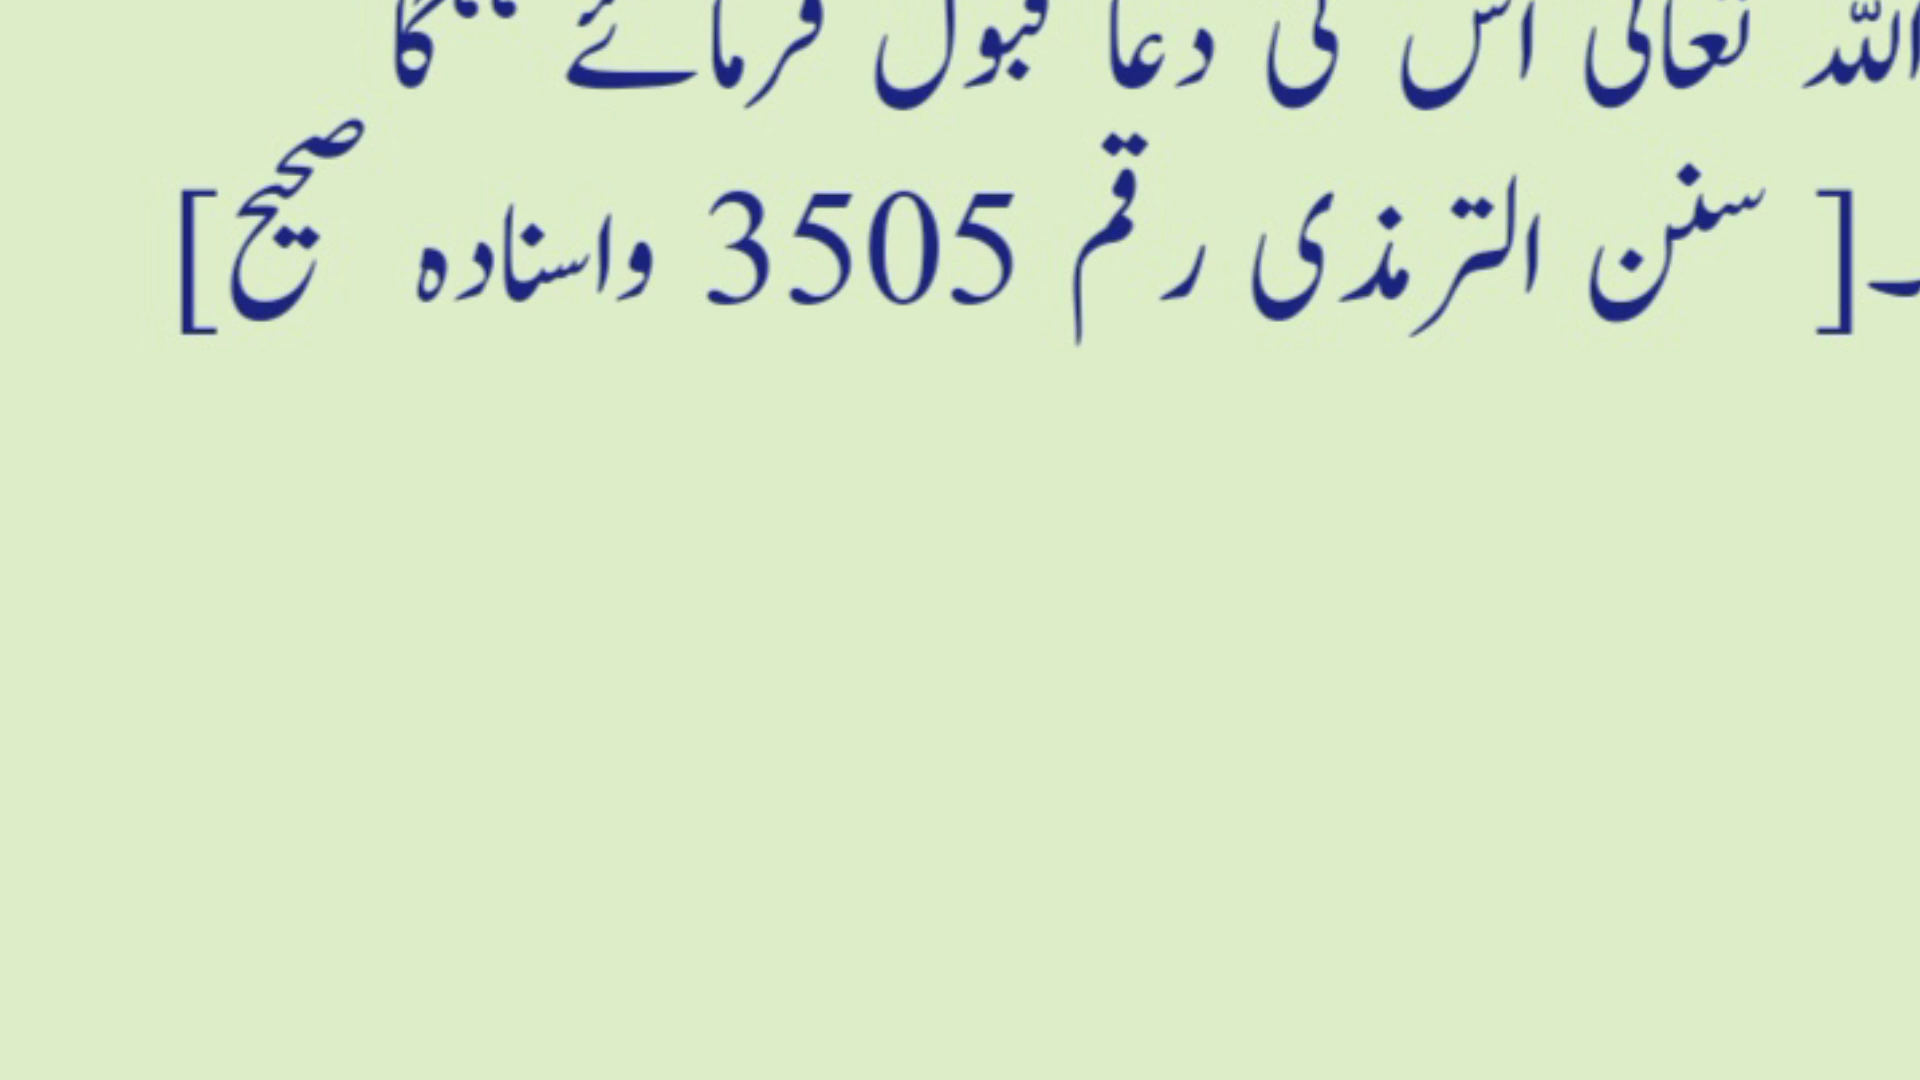 اللہ تعالیٰ اس کی دعا قبول فرمائے گا
۔[ سنن الترمذی رقم 3505 واسنادہ صحیح]